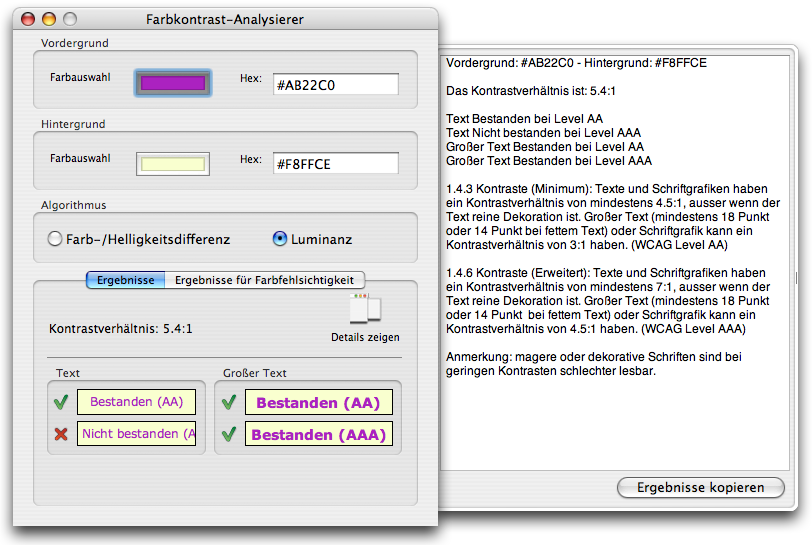 Farbkontrast-Analysierer
Vordergrund
Farbauswahl
Hex:
#AB22C0
Hintergrund
Farbauswahl
Hex:
#F8FFCE
Algorithmus
Farb-/Helligkeitsdifferenz
Luminanz
Ergebnisse
Ergebnisse für Farbfehlsichtigkeit
Kontrastverhältnis: 5.4:1
Details zeigen
Text
Bestanden (AA)
Nicht bestanden (A
Großer Text
Bestanden (AA)
Bestanden (AAA)
Vordergrund: #AB22C0 - Hintergrund: #F8FFCE
Das Kontrastverhältnis ist: 5.4:1
Text Bestanden bei Level AA
Text Nicht bestanden bei Level AAA
Großer Text Bestanden bei Level AA
Großer Text Bestanden bei Level AAA
1.4.3 Kontraste (Minimum): Texte und Schriftgrafiken haben
ein Kontrastverhältnis von mindestens 4.5:1, ausser wenn der
Text reine Dekoration ist. Großer Text (mindestens 18 Punkt
oder 14 Punkt bei fettem Text) oder Schriftgrafik kann ein
Kontrastverhältnis von 3:1 haben. (WCAG Level AA)
1.4.6 Kontraste (Erweitert): Texte und Schriftgrafiken haben
ein Kontrastverhältnis von mindestens 7:1, ausser wenn der
Text reine Dekoration ist. Großer Text (mindestens 18 Punkt
oder 14 Punkt bei fettem Text) oder Schriftgrafik kann ein
Kontrastverhältnis von 4.5:1 haben. (WCAG Level AAA)
Anmerkung: magere oder dekorative Schriften sind bei
geringen Kontrasten schlechter lesbar.
Ergebnisse kopieren